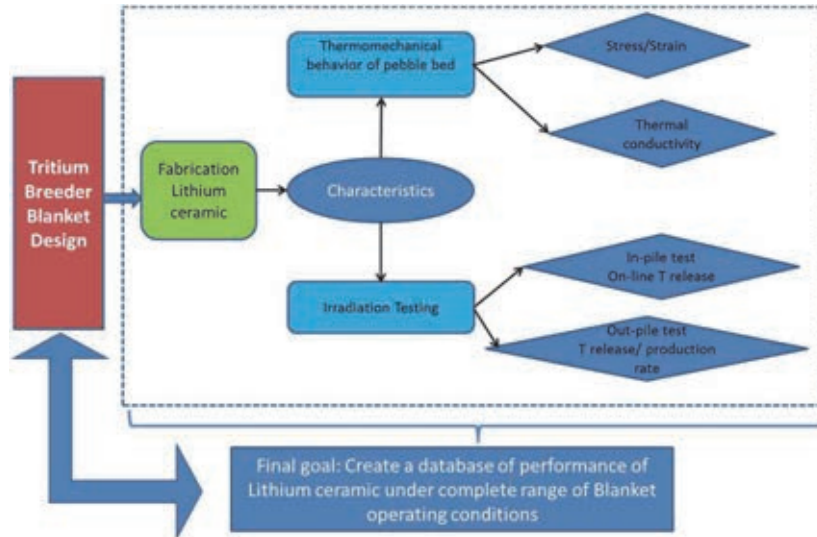 Tritium
Breeder
Blanket
Design
Fabrication
Lithium
ceramic
Characteristics
Thermomechanical
behavior of pebble bed
Stress/Strain
Thermal
conductivity
Irradiation Testing
In-pile test
On-line T release
Out-pile test
T release/ production
rate
Final goal: Create a database of performance of
Lithium ceramic under complete range of Blanket
operating conditions